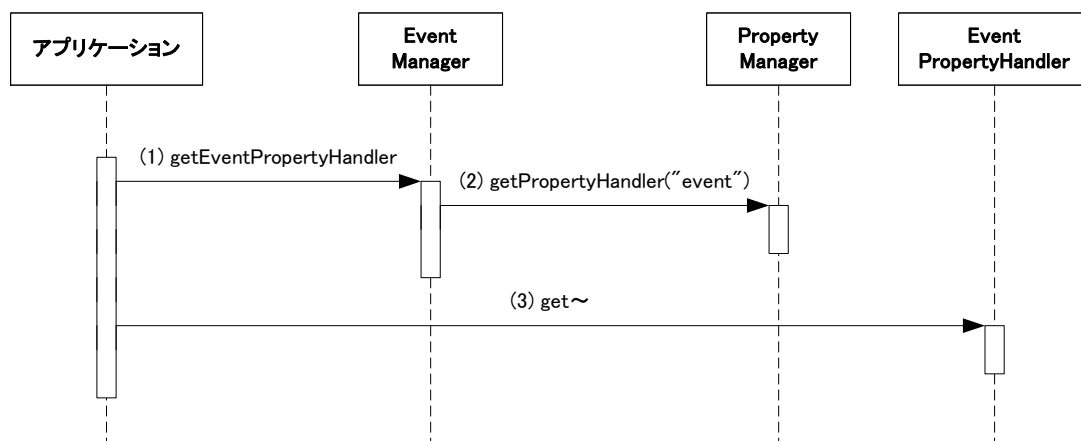 アプリケーション
Event
Manager
Property
Manager
Event
PropertyHandler
(1) getEventPropertyHandler
(2) getPropertyHandler("event")
(3) get～